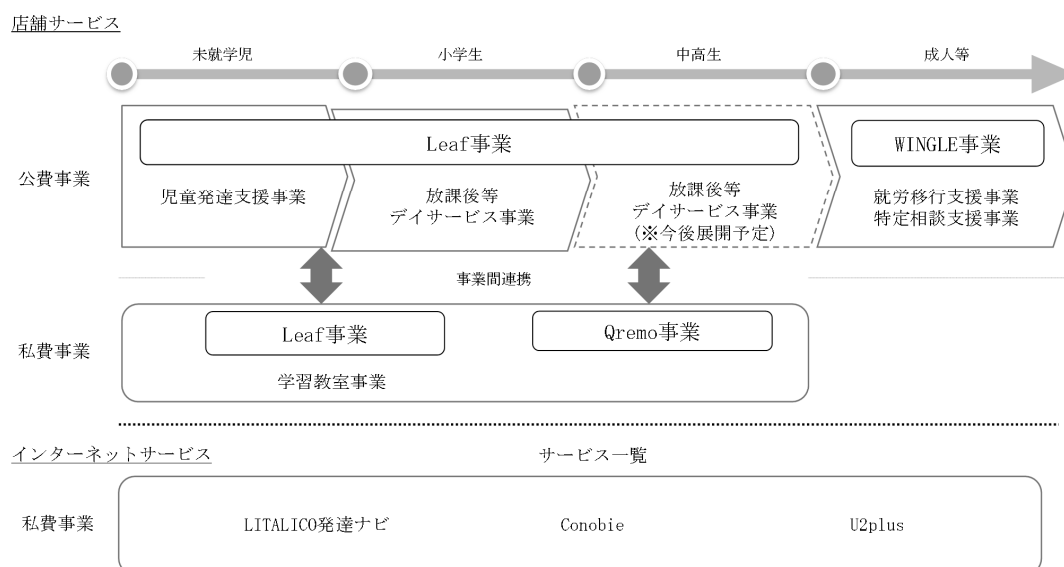 店舗サービス
未就学児
小学生
中高生
成人等
公費事業
Leaf事業
WINGLE事業
児童発達支援事業
放課後等
デイサービス事業
放課後等
デイサービス事業
(※今後展開予定)
就労移行支援事業
特定相談支援事業
事業間連携
私費事業
Leaf事業
Qremo事業
学習教室事業
インターネットサービス
サービス一覧
私費事業
LITALICO発達ナビ
Conobie
U2plus